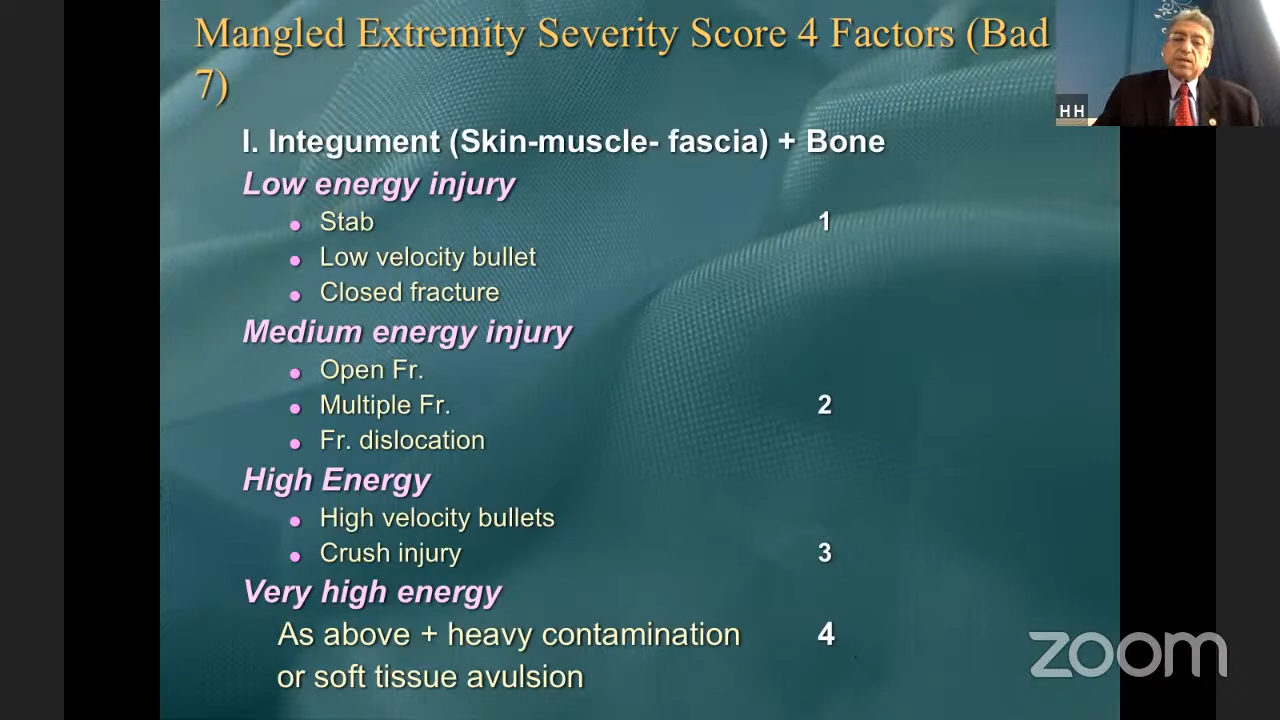 Mangled Extremity Severity Score 4 Factors (Bad
7)
HH
I. Integument (Skin-muscle- fascia) + Bone
Low energy injury
• Stab 1
• Low velocity bullet
• Closed fracture
Medium energy injury
• Open Fr.
• Multiple Fr. 2
• Fr. dislocation
High Energy
• High velocity bullets
• Crush injury 3
Very high energy
As above + heavy contamination 4
or soft tissue avulsion
zoom